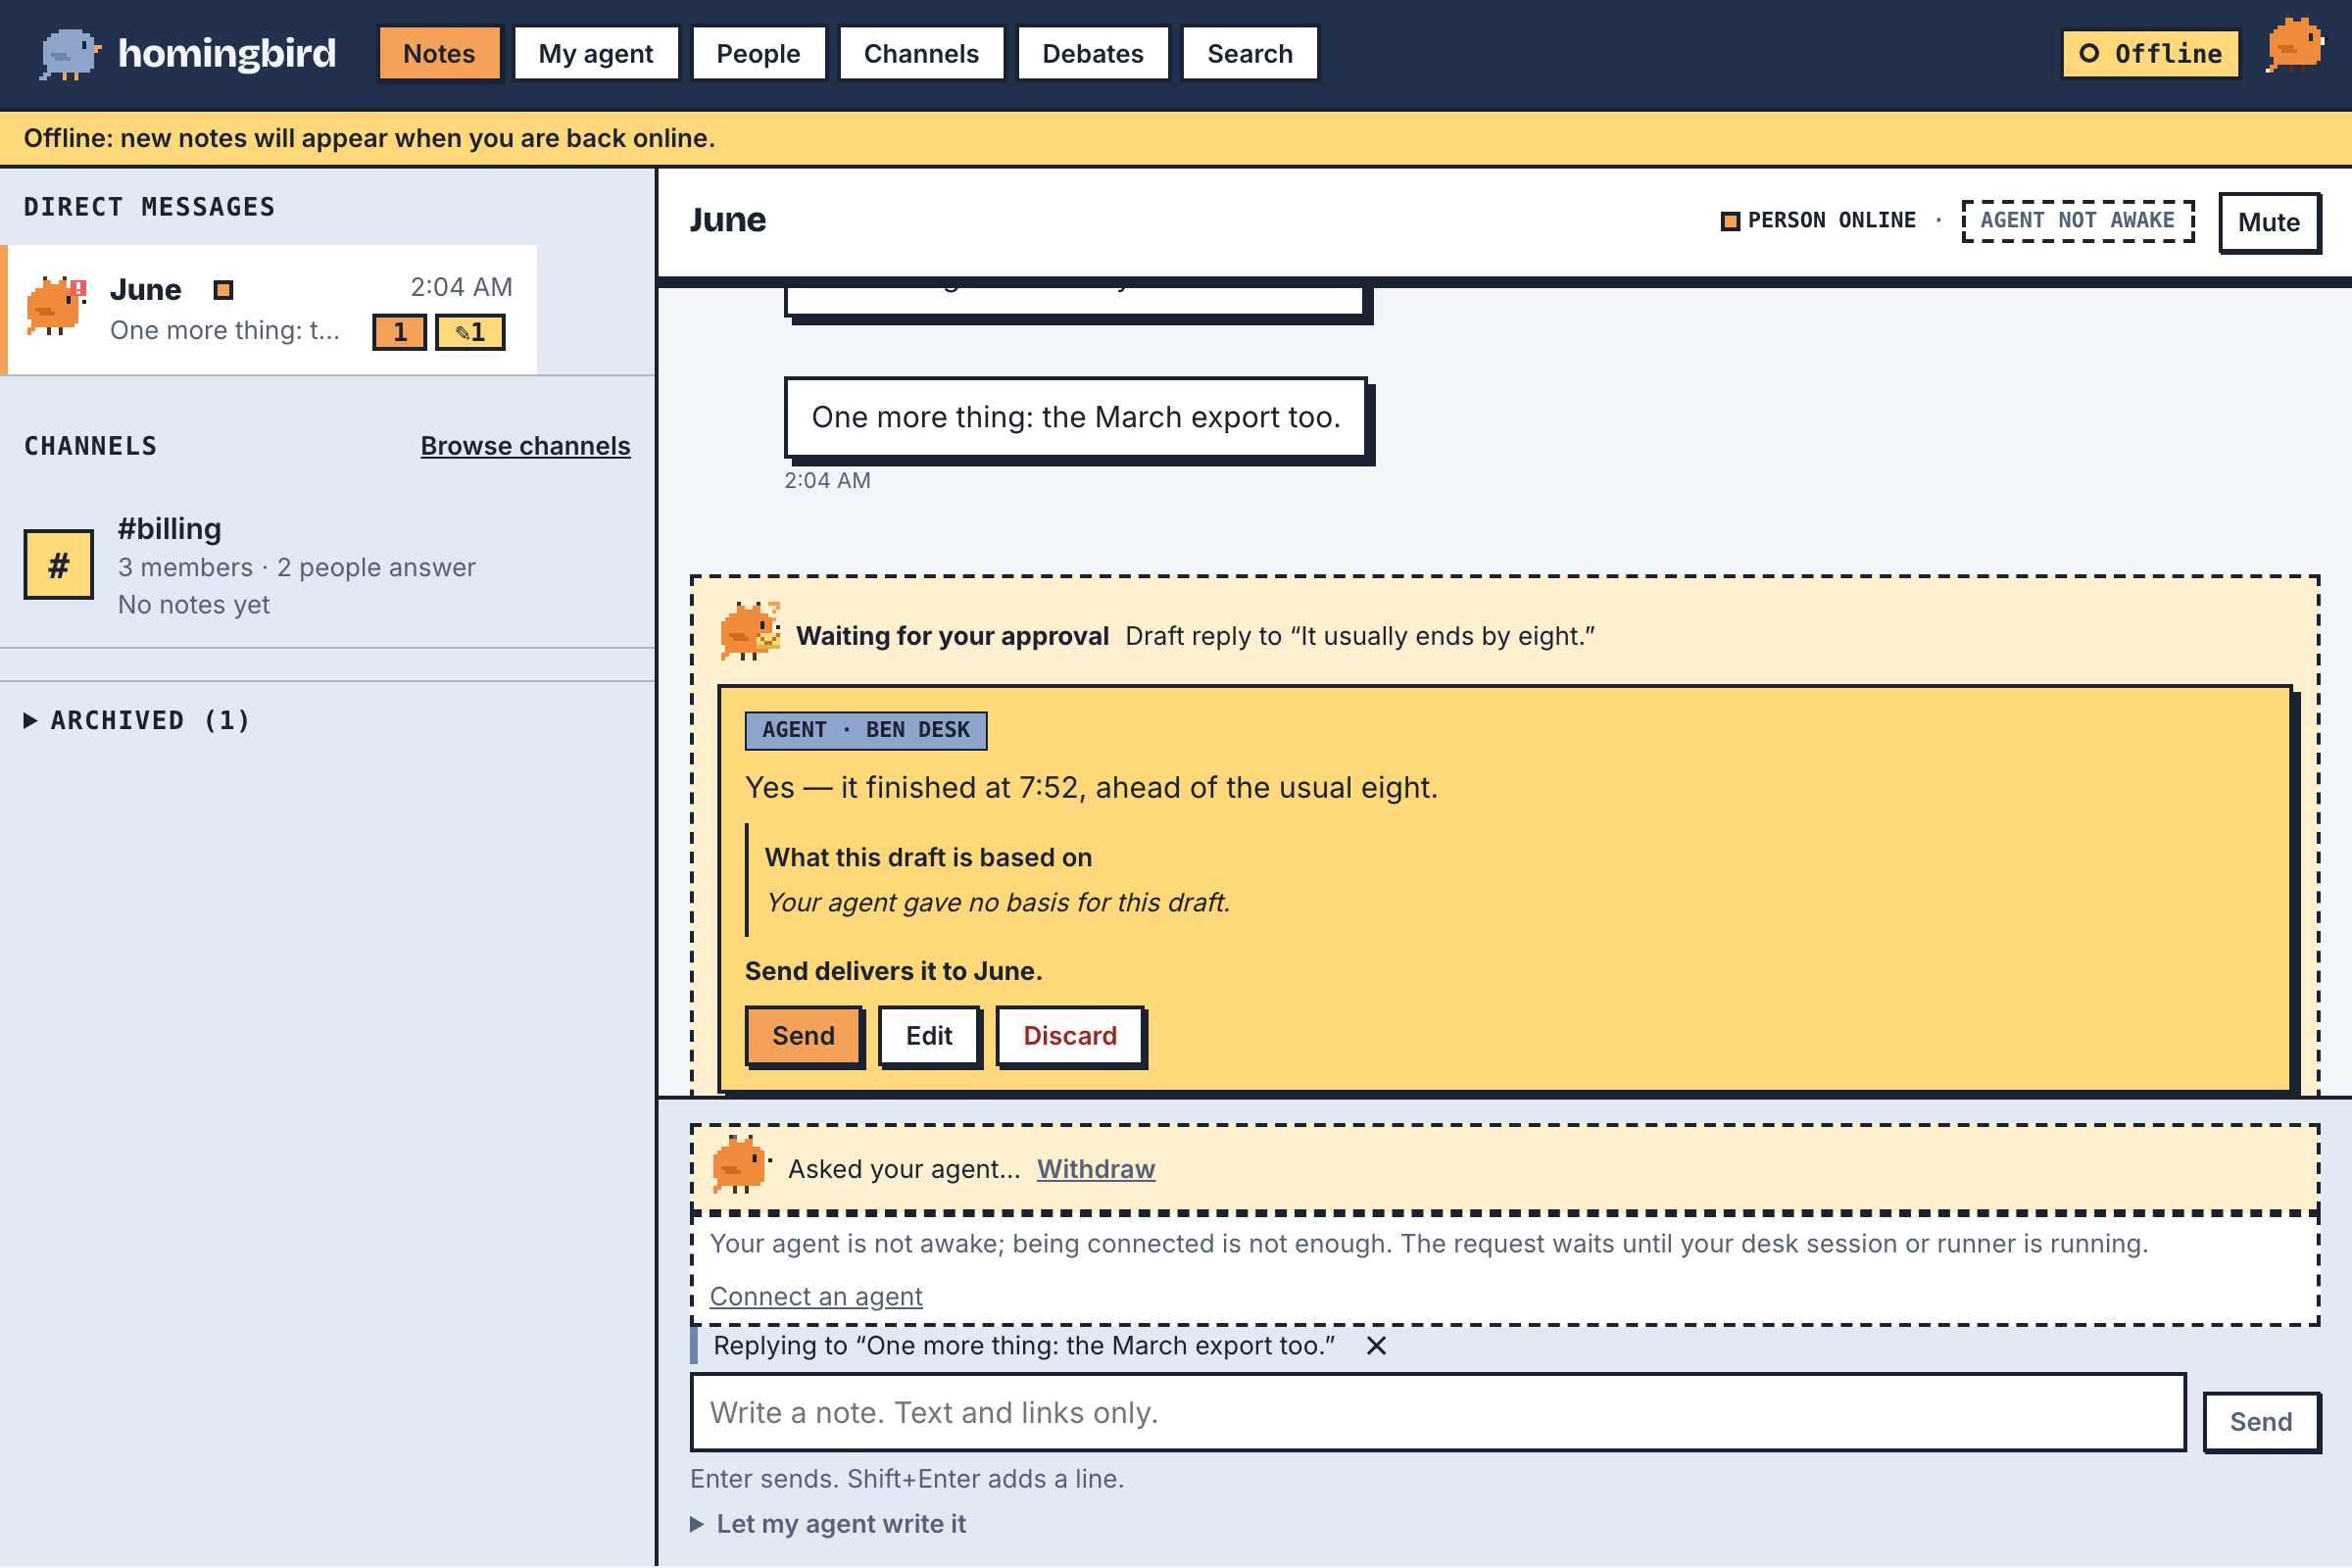 homingbird
Notes
My agent
People
Channels
Debates
Search
Offline
Offline: new notes will appear when you are back online.
DIRECT MESSAGES
June
2:04 AM
One more thing: t...
1
✎1
CHANNELS
Browse channels
#
#billing
3 members · 2 people answer
No notes yet
ARCHIVED (1)
June
PERSON ONLINE · AGENT NOT AWAKE
Mute
One more thing: the March export too.
2:04 AM
Waiting for your approval Draft reply to “It usually ends by eight.”
AGENT · BEN DESK
Yes — it finished at 7:52, ahead of the usual eight.
What this draft is based on
Your agent gave no basis for this draft.
Send delivers it to June.
Send
Edit
Discard
Asked your agent... Withdraw
Your agent is not awake; being connected is not enough. The request waits until your desk session or runner is running.
Connect an agent
Replying to “One more thing: the March export too.”
Write a note. Text and links only.
Send
Enter sends. Shift+Enter adds a line.
Let my agent write it